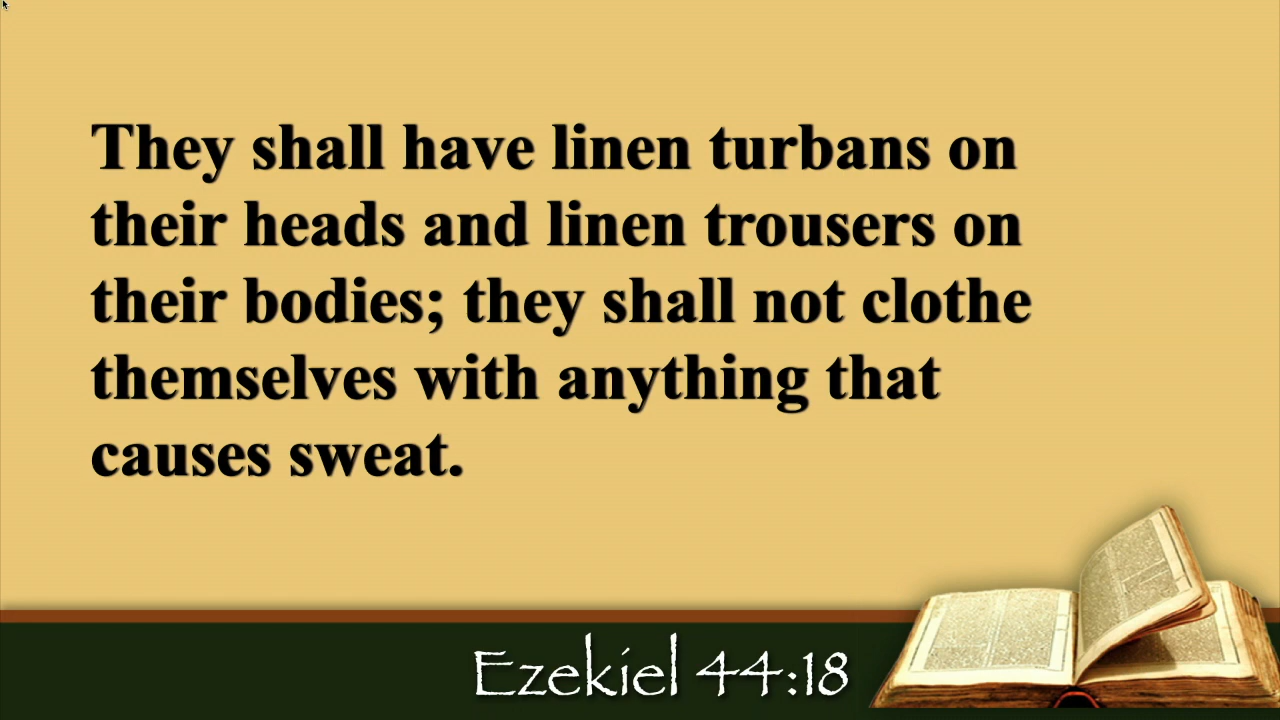 They shall have linen turbans on
their heads and linen trousers on
their bodies; they shall not clothe
themselves with anything that
causes sweat.
Ezekiel 44:18